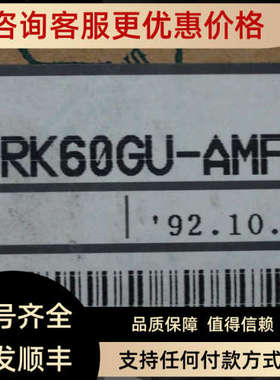 咨询客服更优惠价格
RK60GU-AMF
'92.10.
号齐全
品质保障 值得信赖
发顺丰
支持任何付款方式